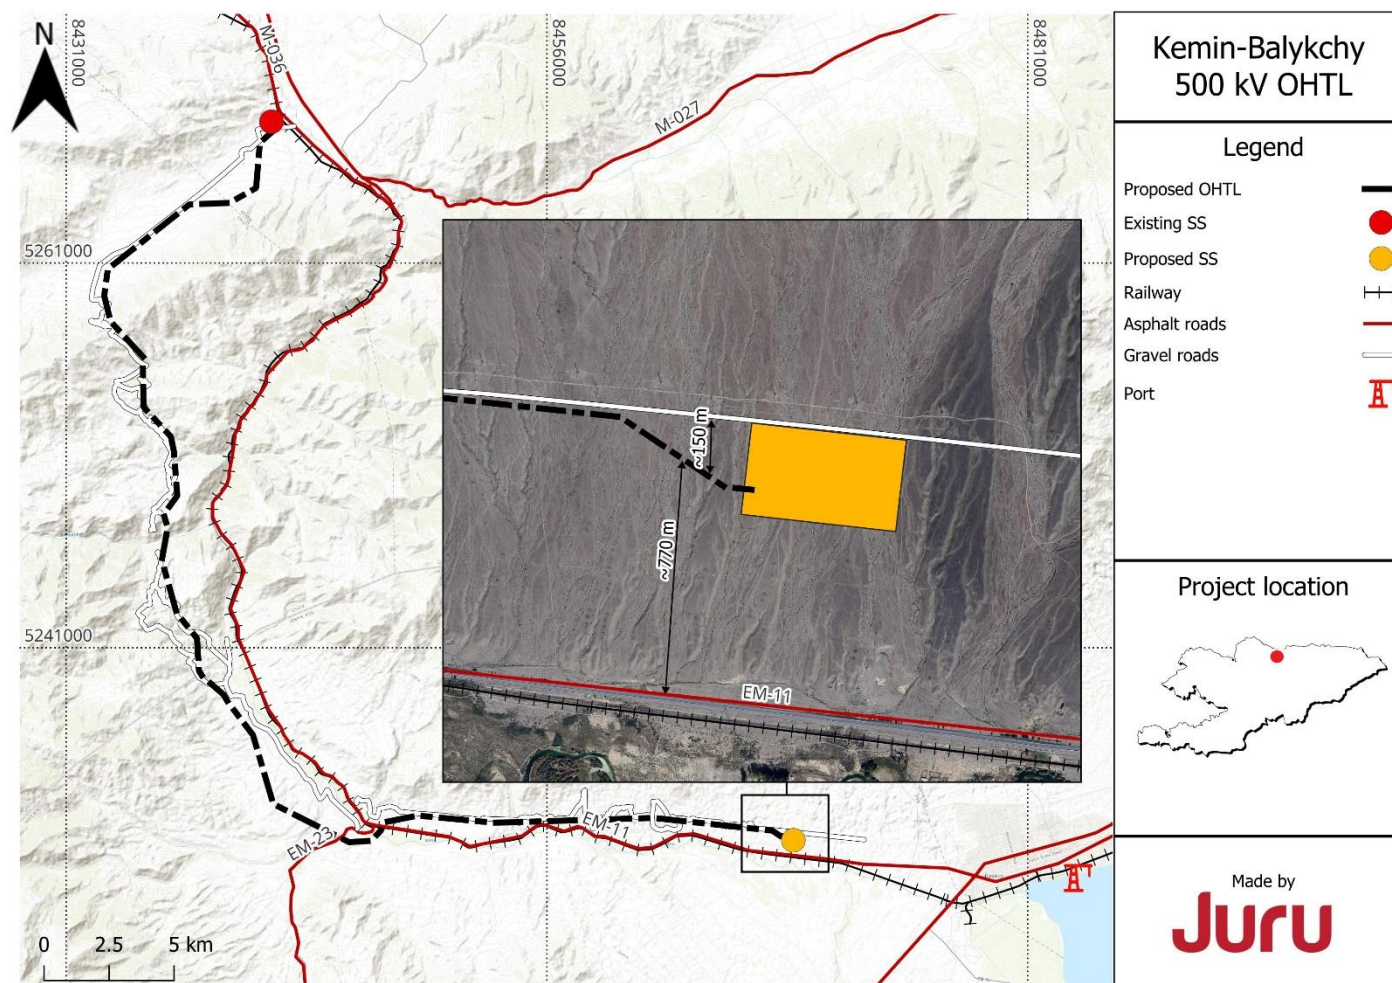 N
8431000
8456000
8481000
M-036
M-027
5261000
~150 m
~770 m
EM-11
5241000
EM-23
EM-11
0 2.5 5 km
Kemin-Balykchy
500 kV OHTL
Legend
Proposed OHTL
Existing SS
Proposed SS
Railway
Asphalt roads
Gravel roads
Port
Project location
Made by
Juru